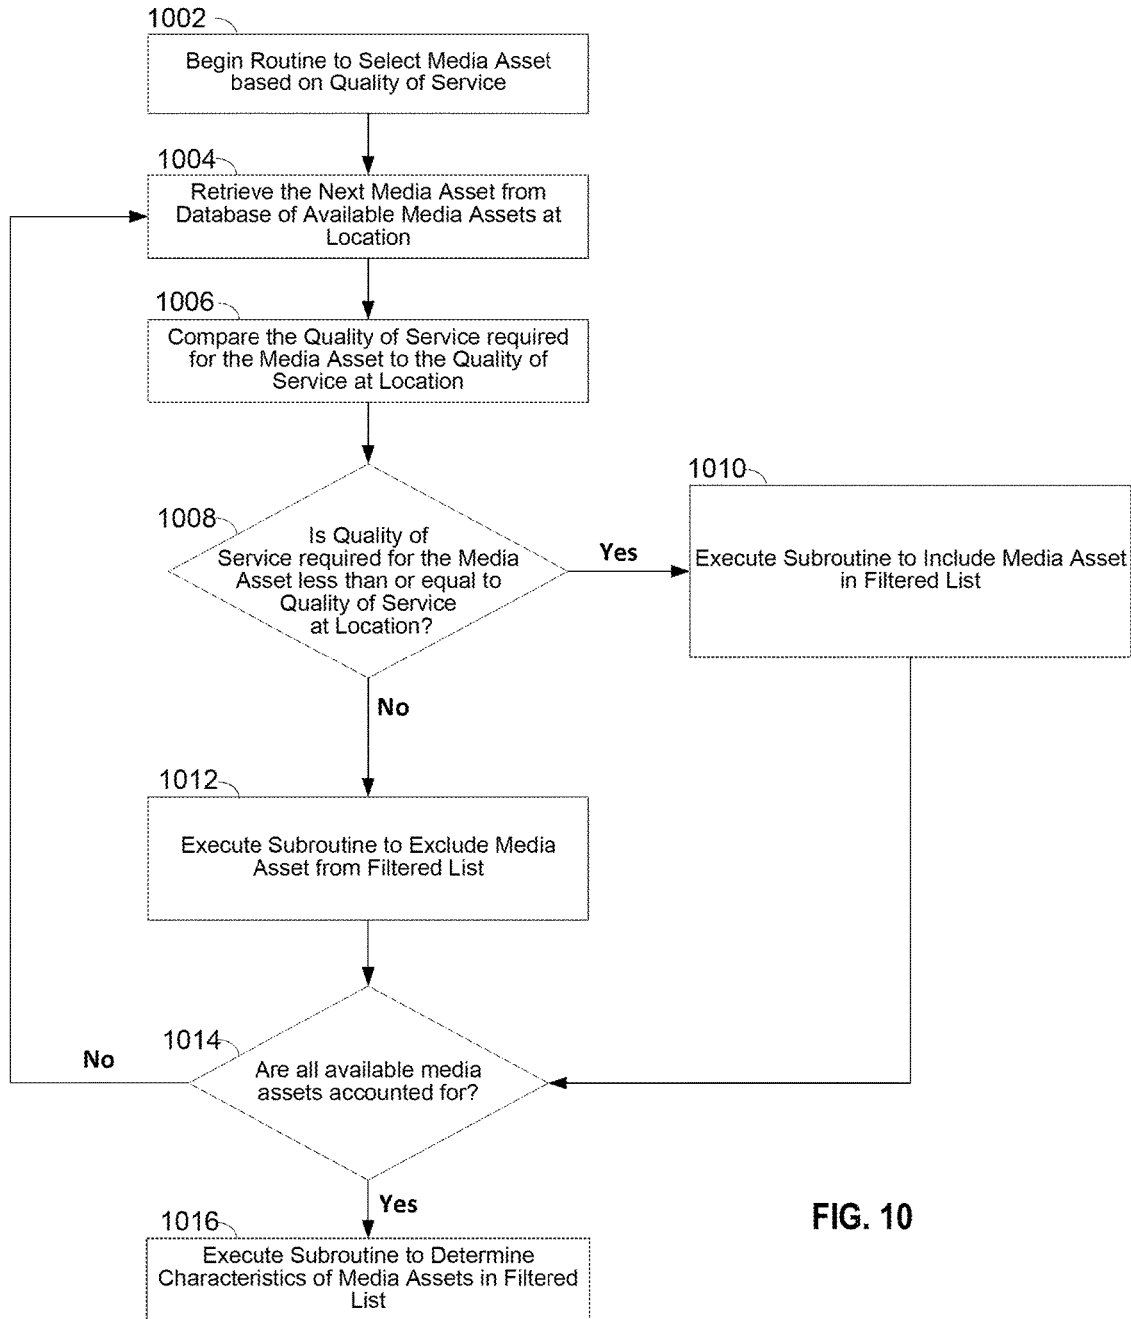 1002
Begin Routine to Select Media Asset
based on Quality of Service
1004
Retrieve the Next Media Asset from
Database of Available Media Assets at
Location
1006
Compare the Quality of Service required
for the Media Asset to the Quality of
Service at Location
1008
Is Quality of
Service required for the Media
Asset less than or equal to
Quality of Service
at Location?
Yes
1010
Execute Subroutine to Include Media Asset
in Filtered List
No
1012
Execute Subroutine to Exclude Media
Asset from Filtered List
1014
Are all available media
assets accounted for?
No
Yes
1016
Execute Subroutine to Determine
Characteristics of Media Assets in Filtered
List
FIG. 10